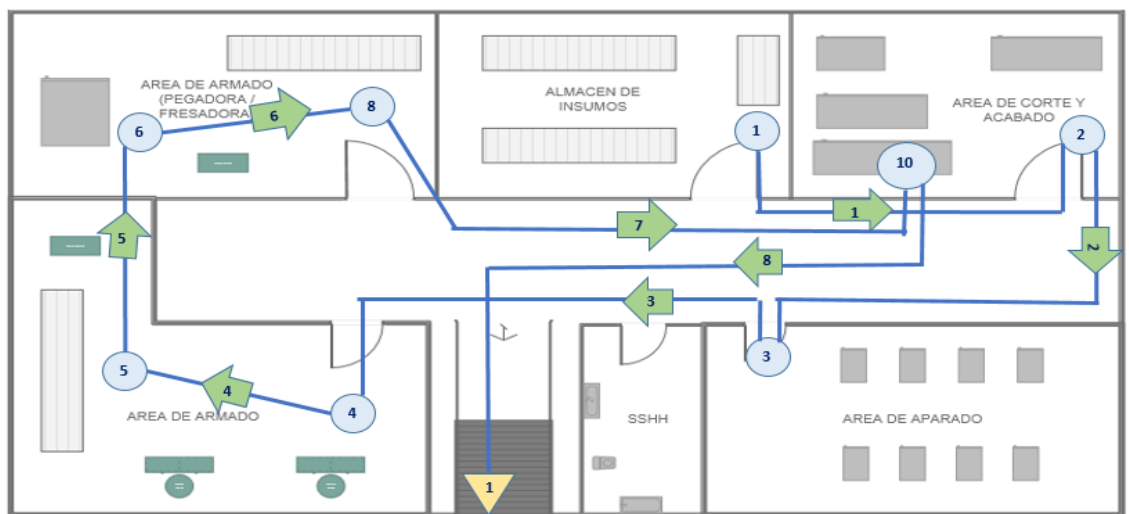 AREA DE ARMADO
(PEGADORA /
FRESADORA)
6
6
8
ALMACEN DE
INSUMOS
1
AREA DE CORTE Y
ACABADO
2
10
1
7
5
8
2
3
3
5
4
4
AREA DE ARMADO
SSHH
AREA DE APARADO
1